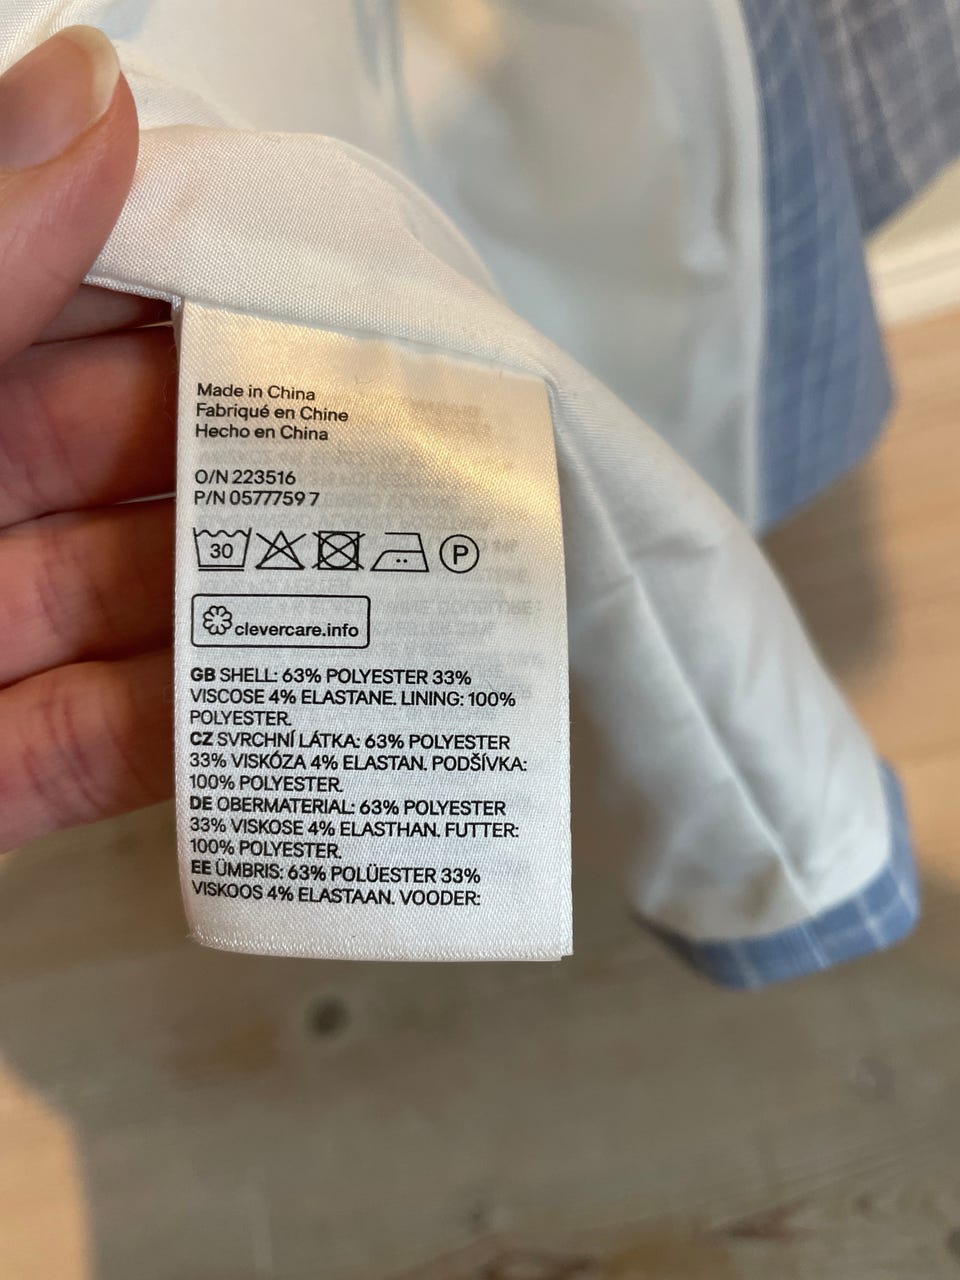 Made in China
Fabriqué en Chine
Hecho en China
O/N 223516
P/N 0577759 7
30 P
clevercare.info
GB SHELL: 63% POLYESTER 33%
VISCOSE 4% ELASTANE. LINING: 100%
POLYESTER.
CZ SVRCHNÍ LÁTKA: 63% POLYESTER
33% VISKÓZA 4% ELASTAN. PODŠÍVKA:
100% POLYESTER.
DE OBERMATERIAL: 63% POLYESTER
33% VISKOSE 4% ELASTHAN. FUTTER:
100% POLYESTER.
EE ÜMBRIS: 63% POLÜESTER 33%
VISKOOS 4% ELASTAAN. VOODER: